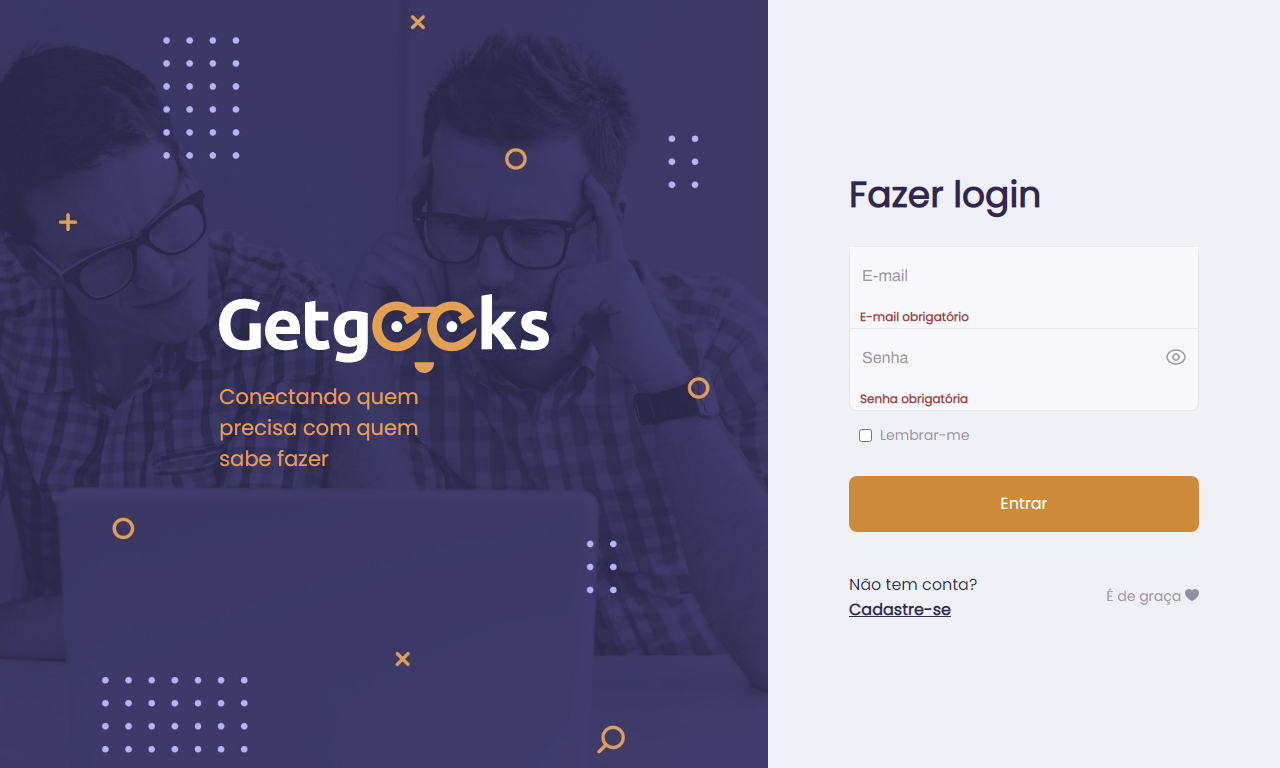 Getgeeks
Conectando quem
precisa com quem
sabe fazer
Fazer login
E-mail
E-mail obrigatório
Senha
Senha obrigatória
Lembrar-me
Entrar
Não tem conta?
Cadastre-se
É de graça